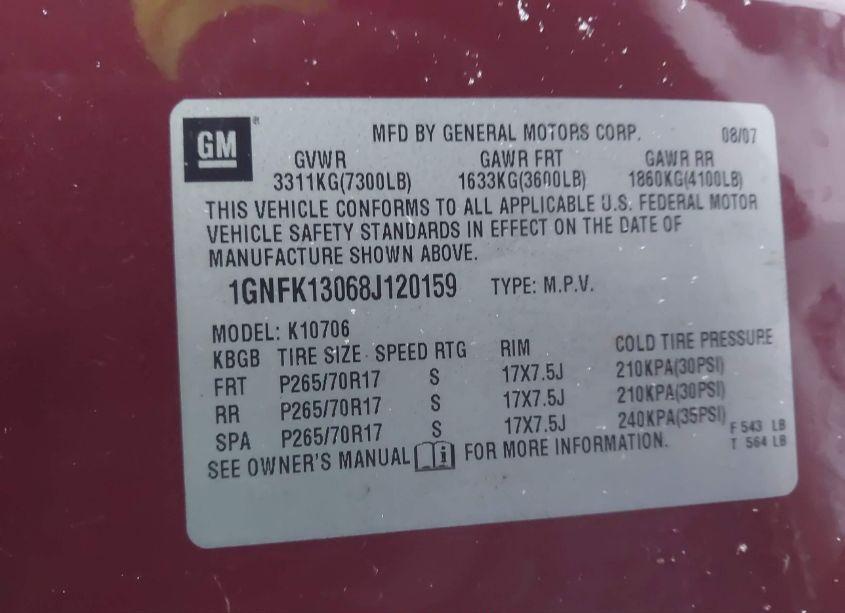 GM ® MFD BY GENERAL MOTORS CORP. 08/07
GVWR GAWR FRT GAWR RR
3311KG(7300LB) 1633KG(3600LB) 1860KG(4100LB)
THIS VEHICLE CONFORMS TO ALL APPLICABLE U.S. FEDERAL MOTOR
VEHICLE SAFETY STANDARDS IN EFFECT ON THE DATE OF
MANUFACTURE SHOWN ABOVE.
1GNFK13068J120159 TYPE: M.P.V.
MODEL: K10706
KBGB TIRE SIZE SPEED RTG RIM COLD TIRE PRESSURE
FRT P265/70R17 S 17X7.5J 210KPA(30PSI)
RR P265/70R17 S 17X7.5J 210KPA(30PSI)
SPA P265/70R17 S 17X7.5J 240KPA(35PSI) F 543 LB
SEE OWNER'S MANUAL FOR MORE INFORMATION. T 564 LB